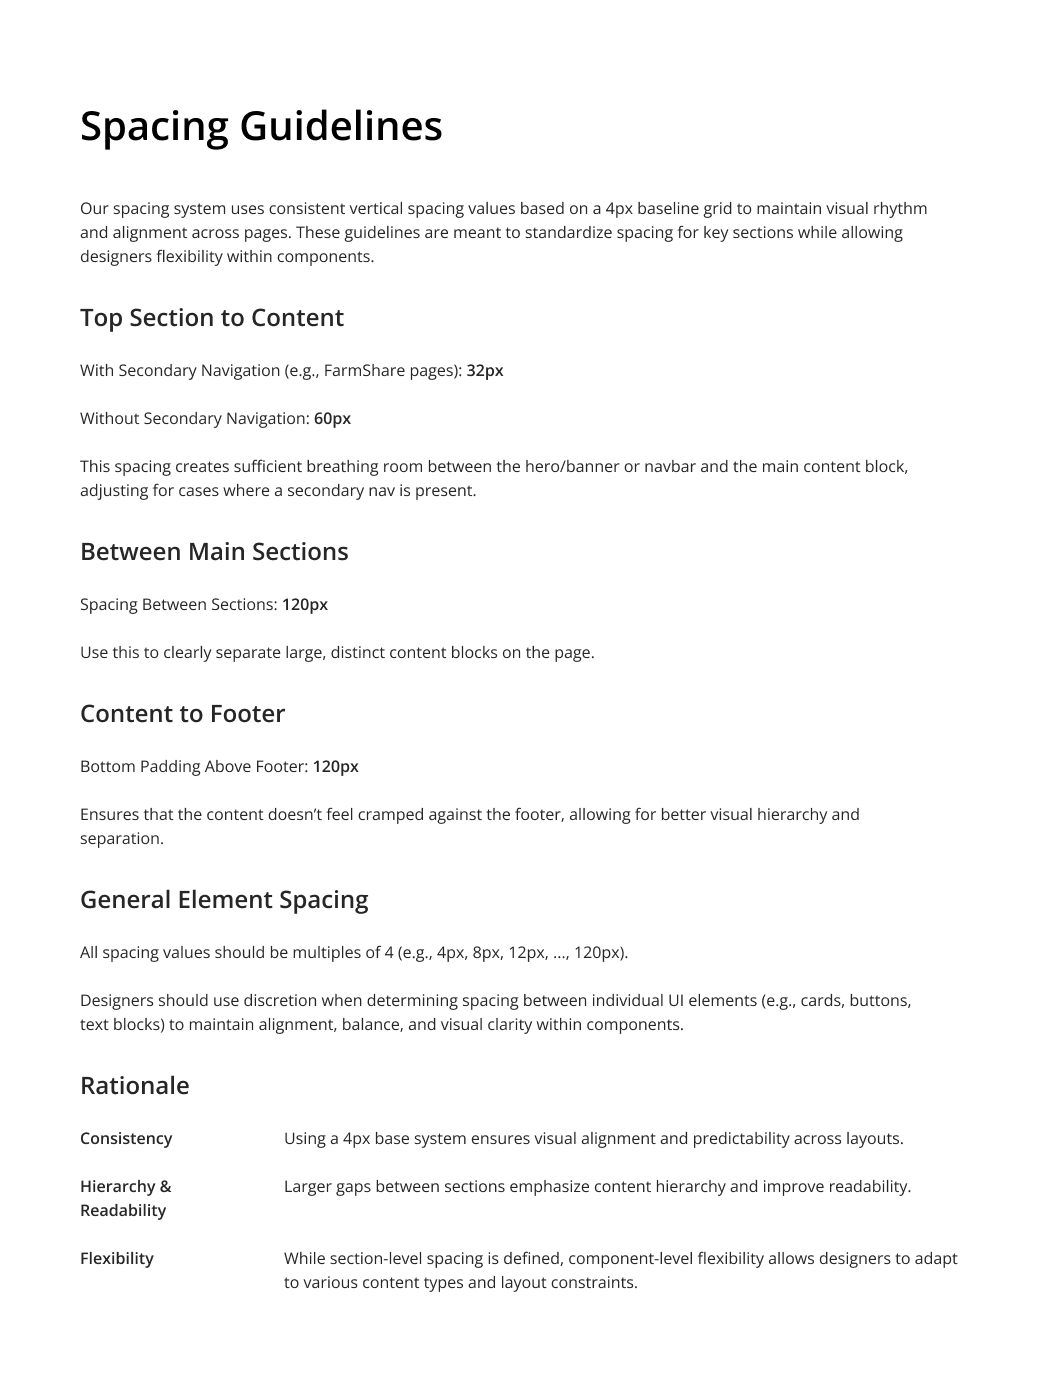 Spacing Guidelines
Our spacing system uses consistent vertical spacing values based on a 4px baseline grid to maintain visual rhythm
and alignment across pages. These guidelines are meant to standardize spacing for key sections while allowing
designers flexibility within components.
Top Section to Content
With Secondary Navigation (e.g., FarmShare pages): 32px
Without Secondary Navigation: 60px
This spacing creates sufficient breathing room between the hero/banner or navbar and the main content block,
adjusting for cases where a secondary nav is present.
Between Main Sections
Spacing Between Sections: 120px
Use this to clearly separate large, distinct content blocks on the page.
Content to Footer
Bottom Padding Above Footer: 120px
Ensures that the content doesn’t feel cramped against the footer, allowing for better visual hierarchy and
separation.
General Element Spacing
All spacing values should be multiples of 4 (e.g., 4px, 8px, 12px, ..., 120px).
Designers should use discretion when determining spacing between individual UI elements (e.g., cards, buttons,
text blocks) to maintain alignment, balance, and visual clarity within components.
Rationale
Consistency Using a 4px base system ensures visual alignment and predictability across layouts.
Hierarchy & Larger gaps between sections emphasize content hierarchy and improve readability.
Readability
Flexibility While section-level spacing is defined, component-level flexibility allows designers to adapt
to various content types and layout constraints.